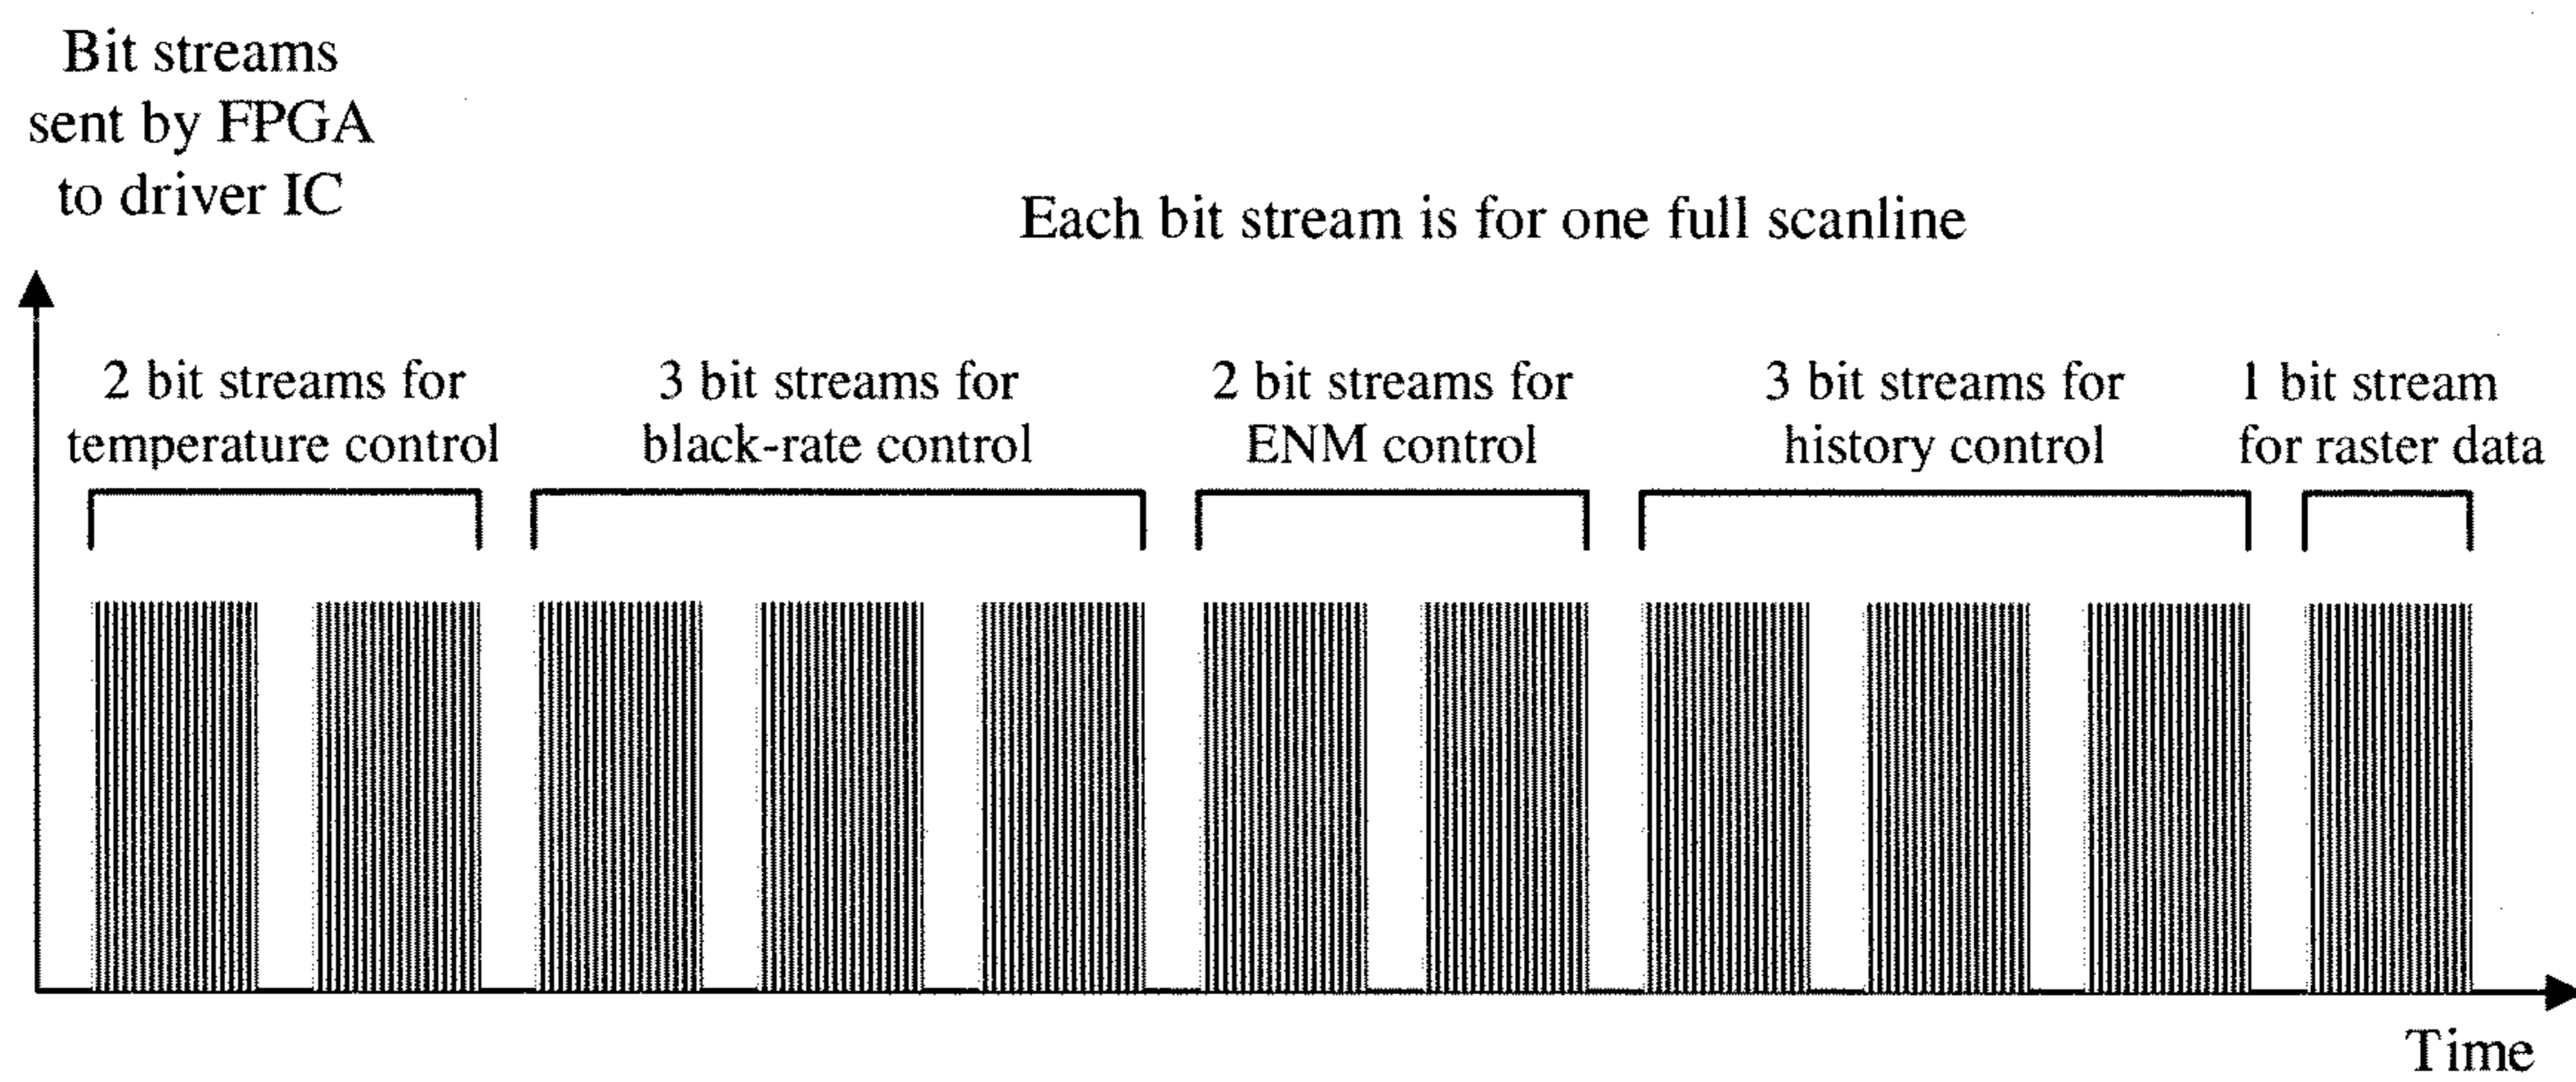 Bit streams
sent by FPGA
to driver IC
Each bit stream is for one full scanline
2 bit streams for
temperature control
3 bit streams for
black-rate control
2 bit streams for
ENM control
3 bit streams for
history control
1 bit stream
for raster data
Time